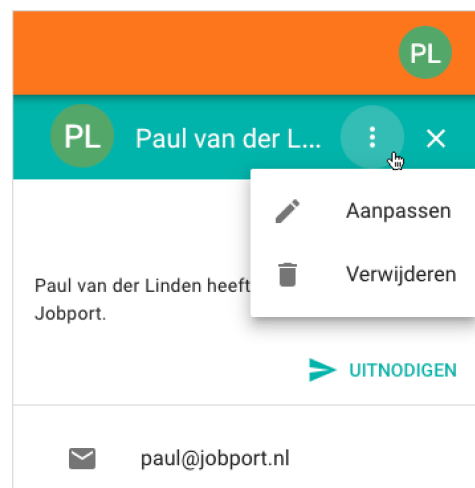 PL
PL Paul van der L...
Aanpassen
Verwijderen
Paul van der Linden heeft
Jobport.
UITNODIGEN
paul@jobport.nl